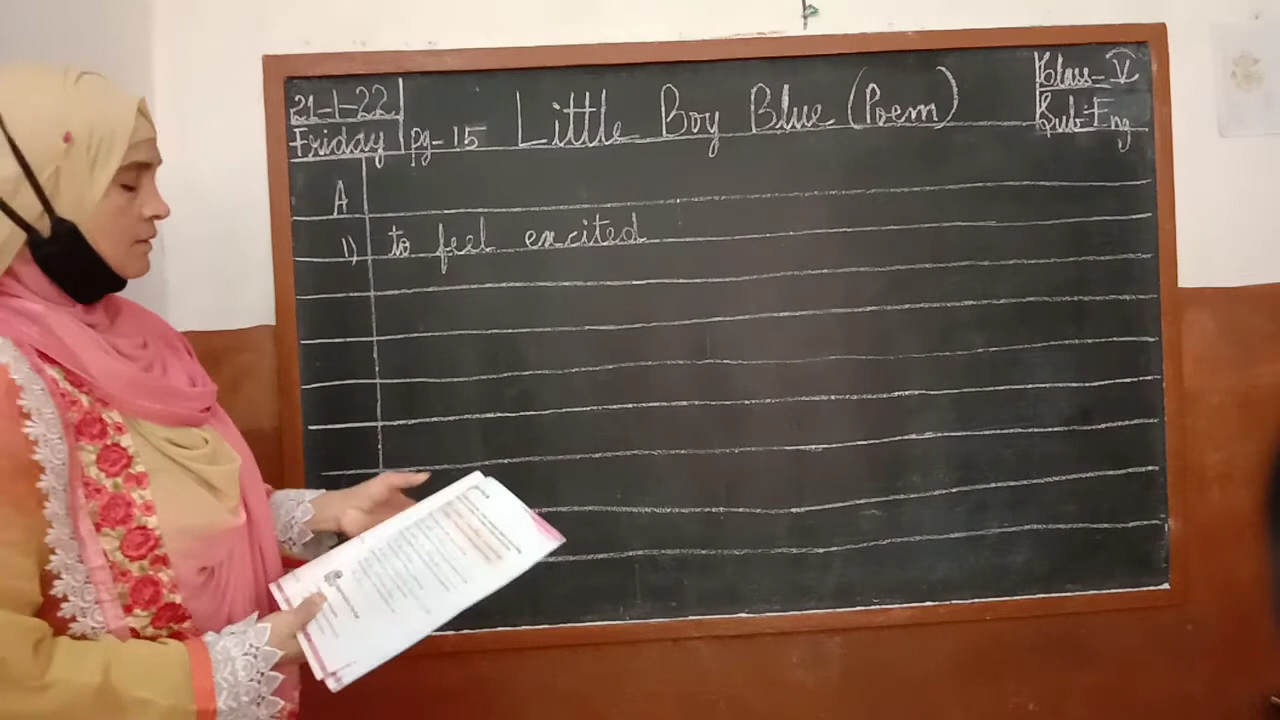 21-1-22
Friday
pg-15 Little Boy Blue (Poem)
Class-V
Sub:Eng
A
1) to feel excited